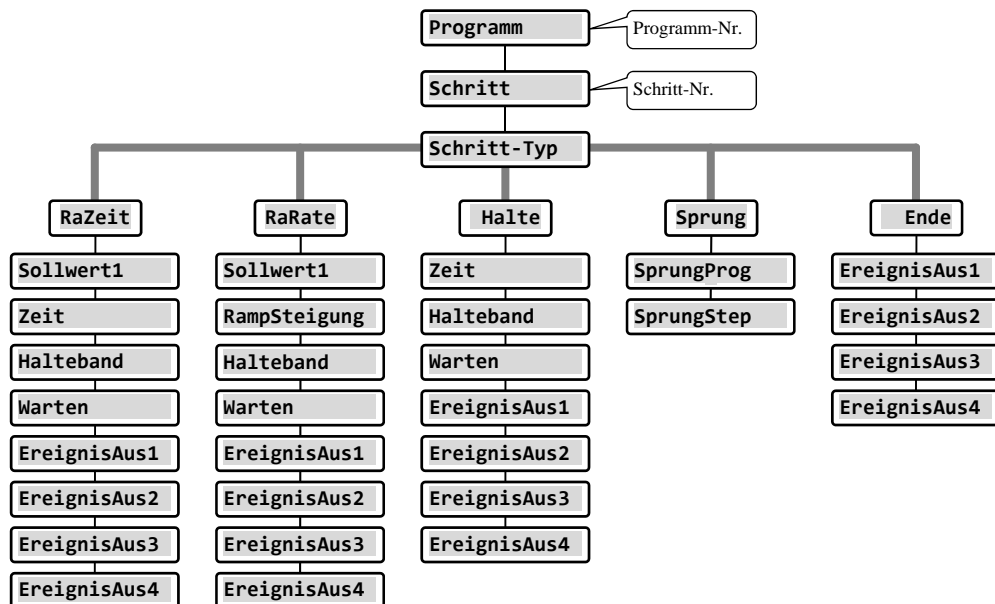 Programm
Programm-Nr.
Schritt
Schritt-Nr.
Schritt-Typ
RaZeit
Sollwert1
Zeit
Halteband
Warten
EreignisAus1
EreignisAus2
EreignisAus3
EreignisAus4
RaRate
Sollwert1
RampSteigung
Halteband
Warten
EreignisAus1
EreignisAus2
EreignisAus3
EreignisAus4
Halte
Zeit
Halteband
Warten
EreignisAus1
EreignisAus2
EreignisAus3
EreignisAus4
Sprung
SprungProg
SprungStep
Ende
EreignisAus1
EreignisAus2
EreignisAus3
EreignisAus4